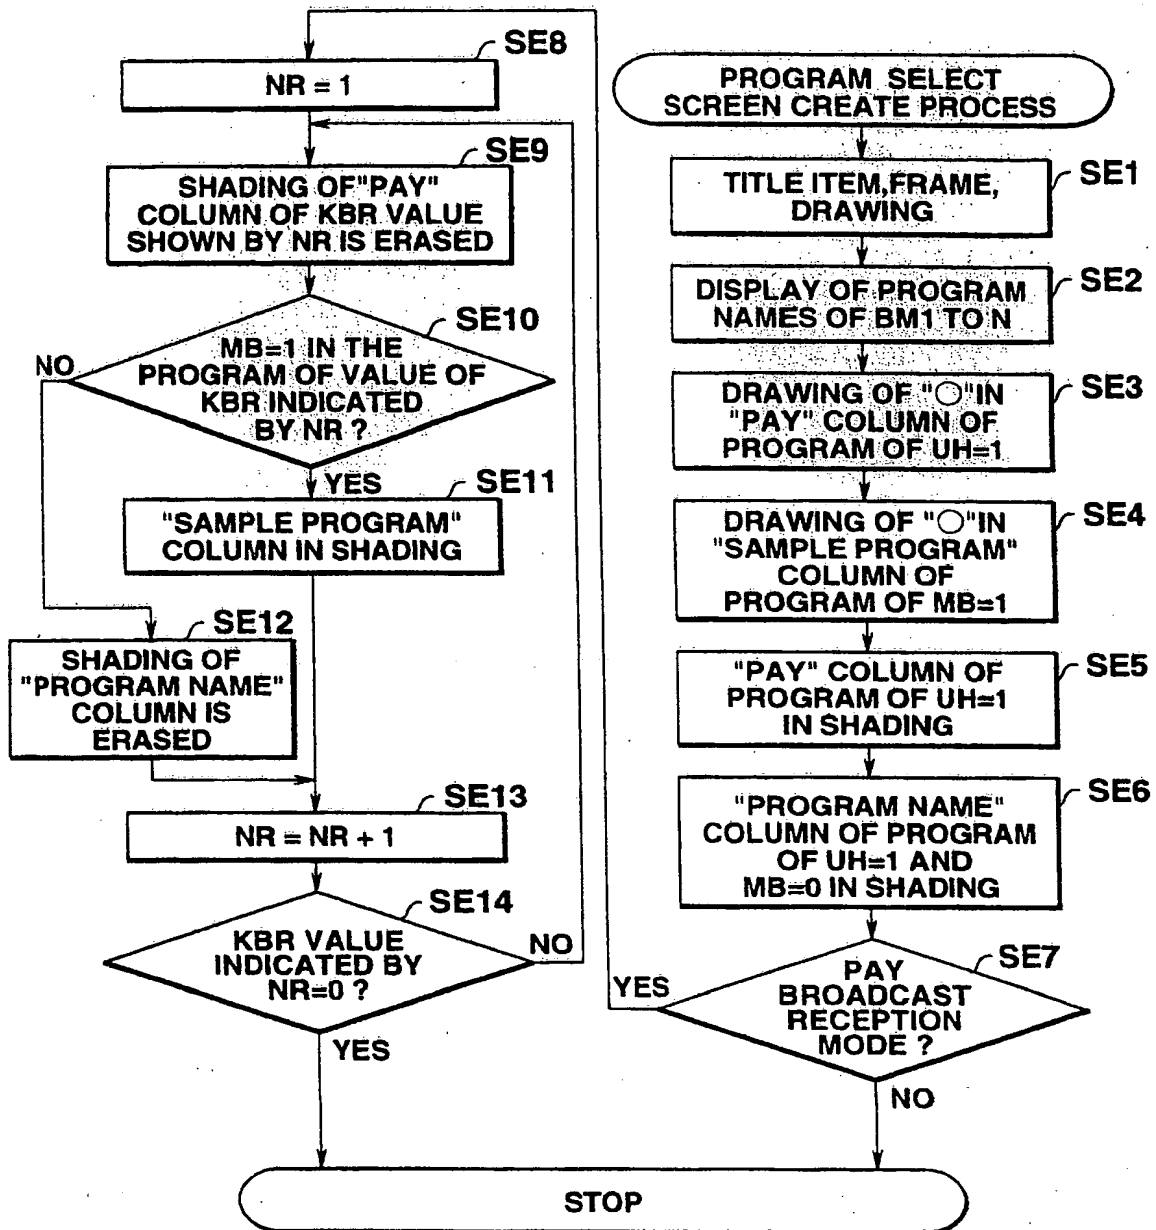 PROGRAM SELECT
SCREEN CREATE PROCESS
SE1
TITLE ITEM,FRAME,
DRAWING
SE2
DISPLAY OF PROGRAM
NAMES OF BM1 TO N
SE3
DRAWING OF "○"IN
"PAY" COLUMN OF
PROGRAM OF UH=1
SE4
DRAWING OF "○"IN
"SAMPLE PROGRAM"
COLUMN OF
PROGRAM OF MB=1
SE5
"PAY" COLUMN OF
PROGRAM OF UH=1
IN SHADING
SE6
"PROGRAM NAME"
COLUMN OF PROGRAM
OF UH=1 AND
MB=0 IN SHADING
SE7
PAY
BROADCAST
RECEPTION
MODE ?
YES
NO
SE8
NR = 1
SE9
SHADING OF"PAY"
COLUMN OF KBR VALUE
SHOWN BY NR IS ERASED
SE10
MB=1 IN THE
PROGRAM OF VALUE OF
KBR INDICATED
BY NR ?
NO
YES
SE11
"SAMPLE PROGRAM"
COLUMN IN SHADING
SE12
SHADING OF
"PROGRAM NAME"
COLUMN IS
ERASED
SE13
NR = NR + 1
SE14
KBR VALUE
INDICATED BY
NR=0 ?
NO
YES
STOP